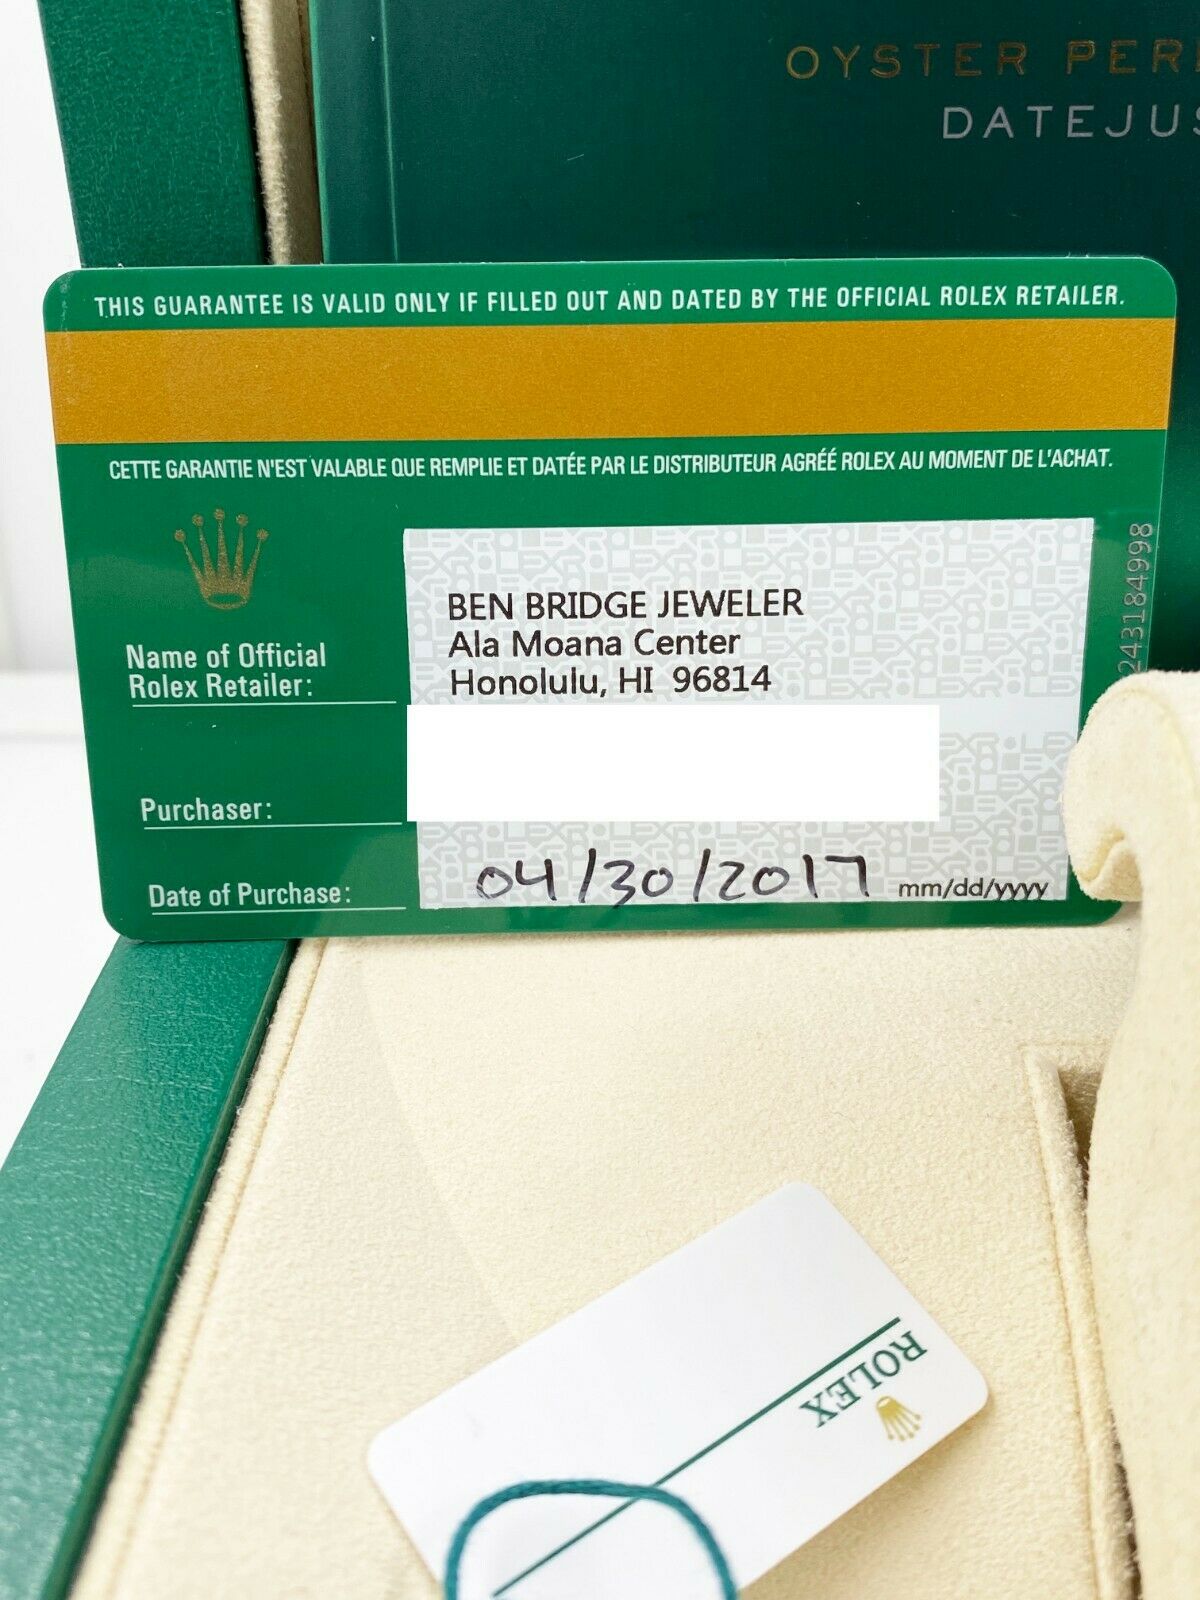 OYSTER
DATEJUS
THIS GUARANTEE IS VALID ONLY IF FILLED OUT AND DATED BY THE OFFICIAL ROLEX RETAILER.
CETTE GARANTIE N'EST VALABLE QUE REMPLIE ET DATÉE PAR LE DISTRIBUTEUR AGRÉÉ ROLEX AU MOMENT DE L'ACHAT.
BEN BRIDGE JEWELER
Ala Moana Center
Honolulu, HI 96814
Name of Official
Rolex Retailer:
Purchaser:
Date of Purchase:
04/30/2017 mm/dd/yyyy
243184998
ROLEX